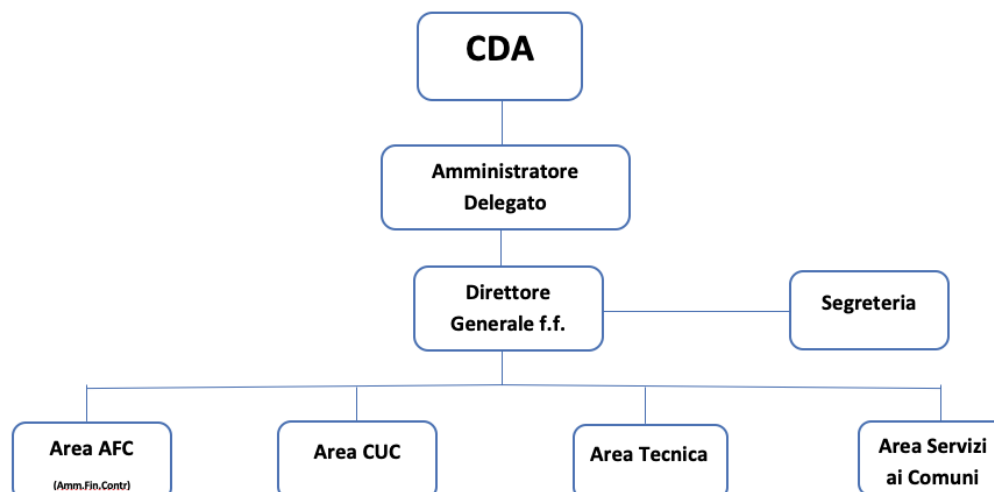 CDA
Amministratore
Delegato
Direttore
Generale f.f.
Segreteria
Area AFC
(Amm.Fin.Contr)
Area CUC
Area Tecnica
Area Servizi
ai Comuni